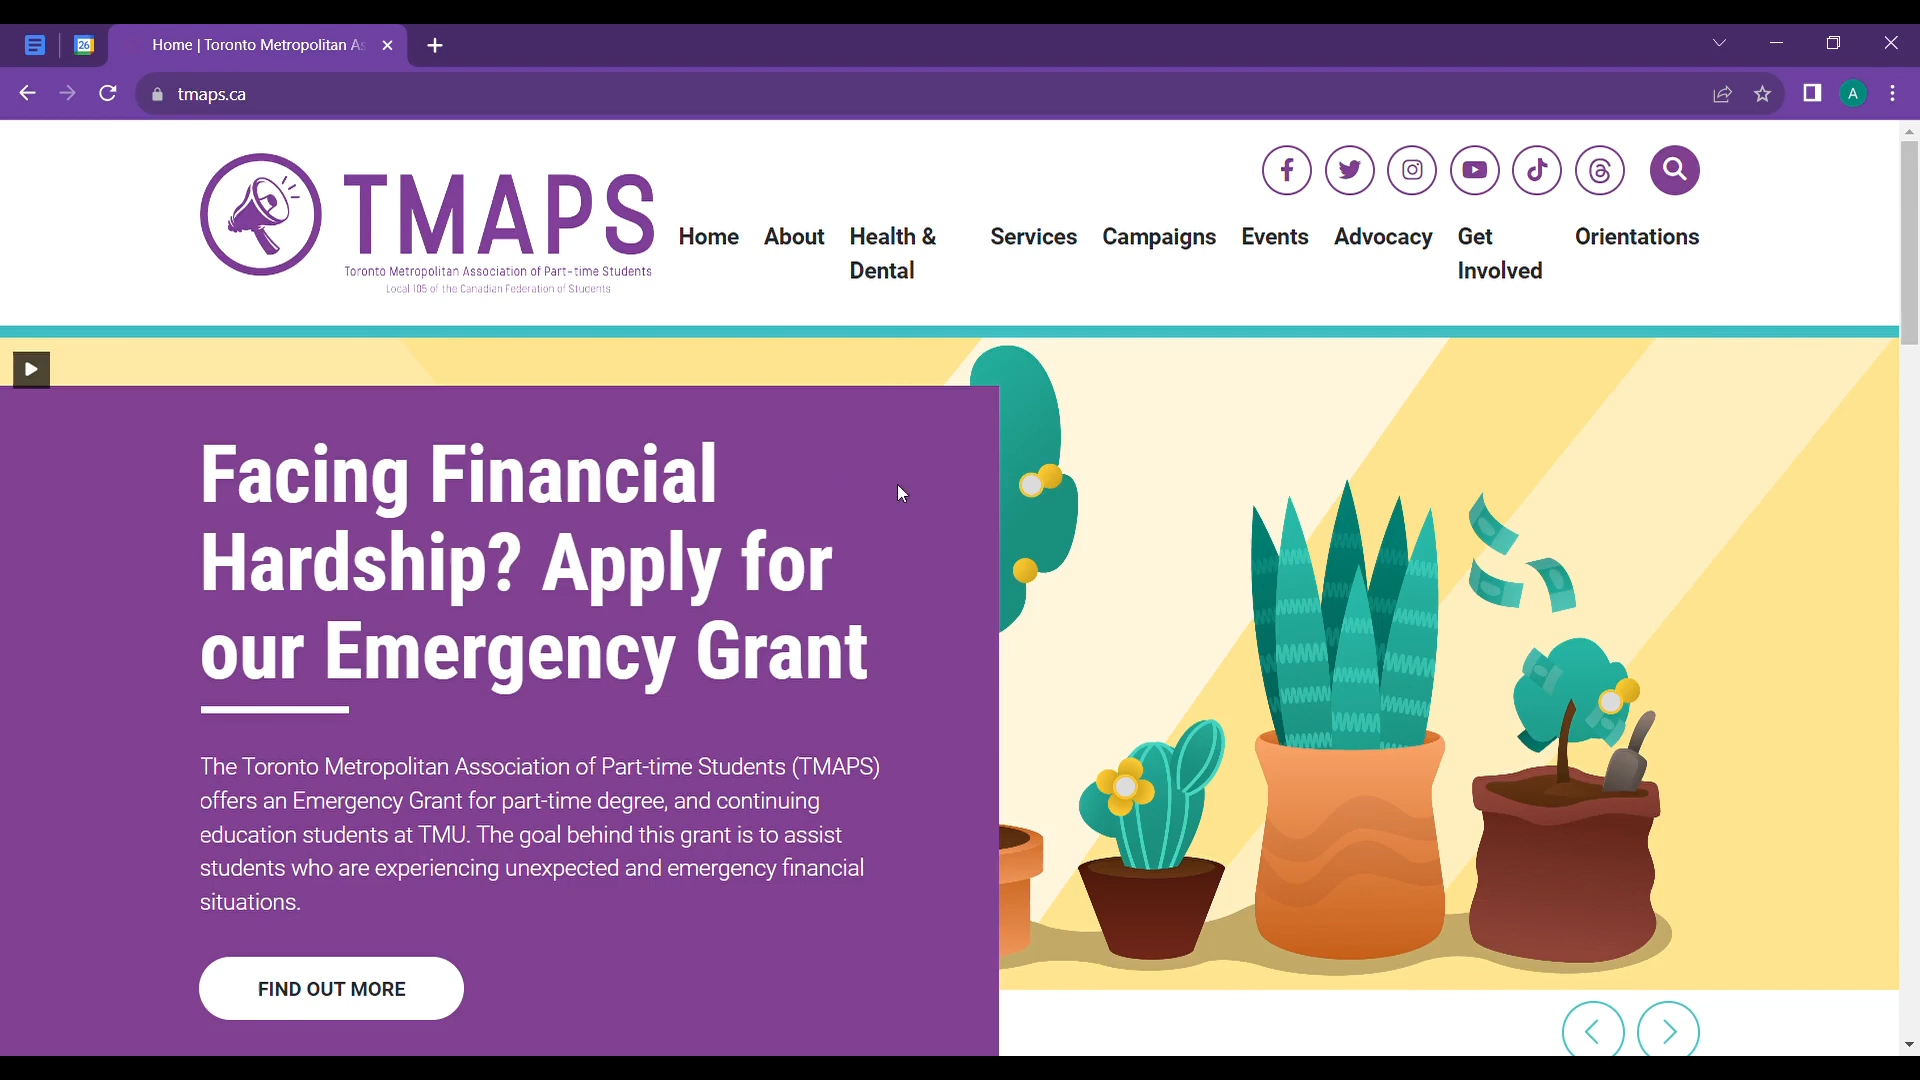 26
Home | Toronto Metropolitan As
tmaps.ca
A
TMAPS
Toronto Metropolitan Association of Part-time Students
Local 105 of the Canadian Federation of Students
Home
About
Health &
Dental
Services
Campaigns
Events
Advocacy
Get
Involved
Orientations
Facing Financial
Hardship? Apply for
our Emergency Grant
The Toronto Metropolitan Association of Part-time Students (TMAPS)
offers an Emergency Grant for part-time degree, and continuing
education students at TMU. The goal behind this grant is to assist
students who are experiencing unexpected and emergency financial
situations.
FIND OUT MORE